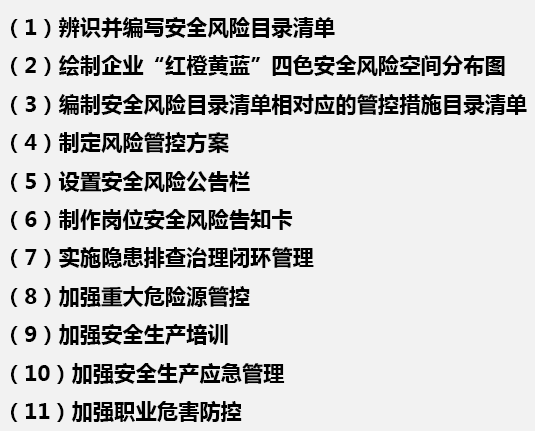 （1）辨识并编写安全风险目录清单
（2）绘制企业“红橙黄蓝”四色安全风险空间分布图
（3）编制安全风险目录清单相对应的管控措施目录清单
（4）制定风险管控方案
（5）设置安全风险公告栏
（6）制作岗位安全风险告知卡
（7）实施隐患排查治理闭环管理
（8）加强重大危险源管控
（9）加强安全生产培训
（10）加强安全生产应急管理
（11）加强职业危害防控